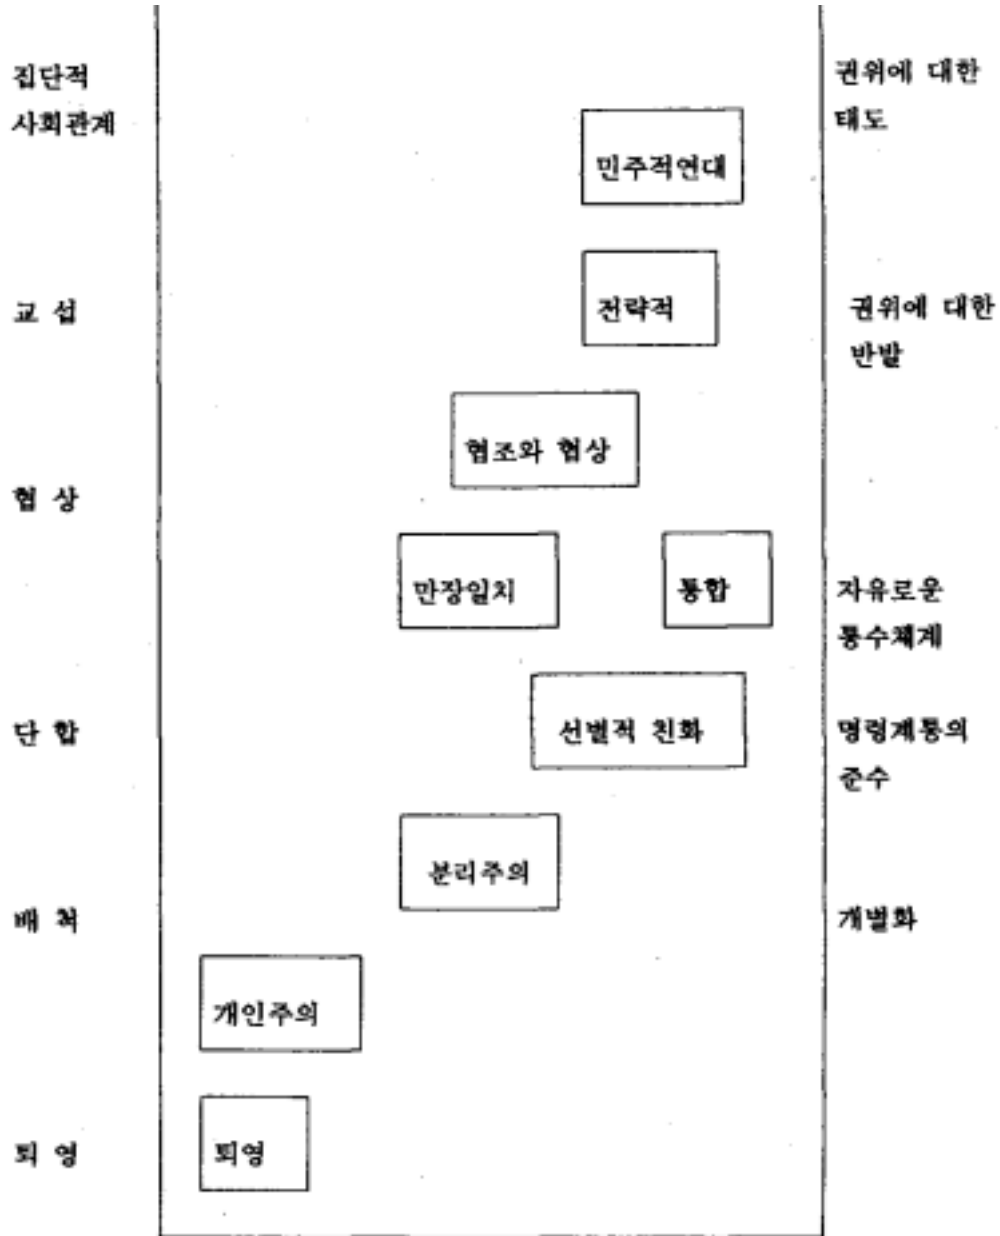 집단적
사회관계
권위에 대한
태도
민주적연대
교 섭
전략적
권위에 대한
반발
협조와 협상
협 상
만장일치
통합
자유로운
통수체계
단 합
선별적 친화
명령계통의
준수
분리주의
배 척
개별화
개인주의
퇴 영
퇴영